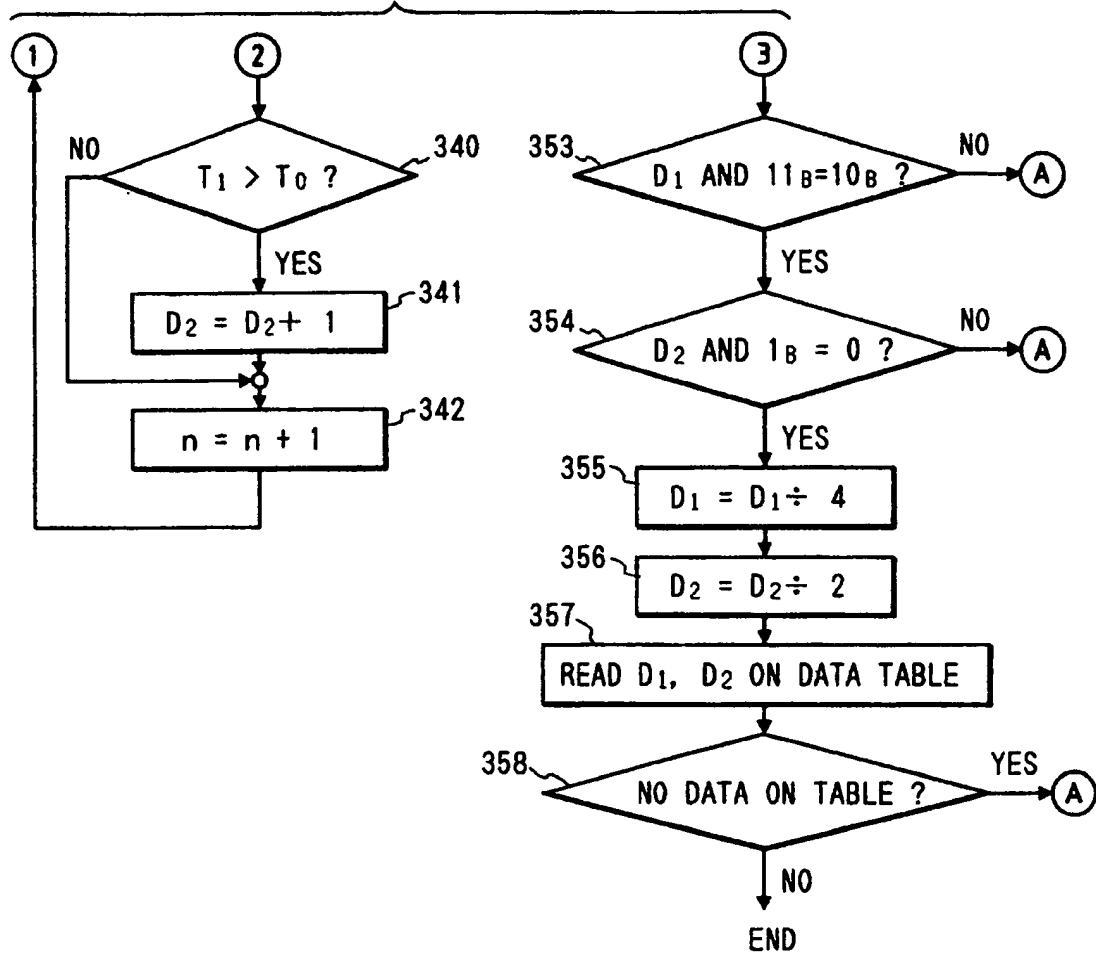 1
2
3
NO
T1 > T0 ?
340
YES
D2 = D2 + 1
341
n = n + 1
342
353
D1 AND 11B=10B ?
NO
A
YES
354
D2 AND 1B = 0 ?
NO
A
YES
355
D1 = D1 ÷ 4
356
D2 = D2 ÷ 2
357
READ D1, D2 ON DATA TABLE
358
NO DATA ON TABLE ?
YES
A
NO
END